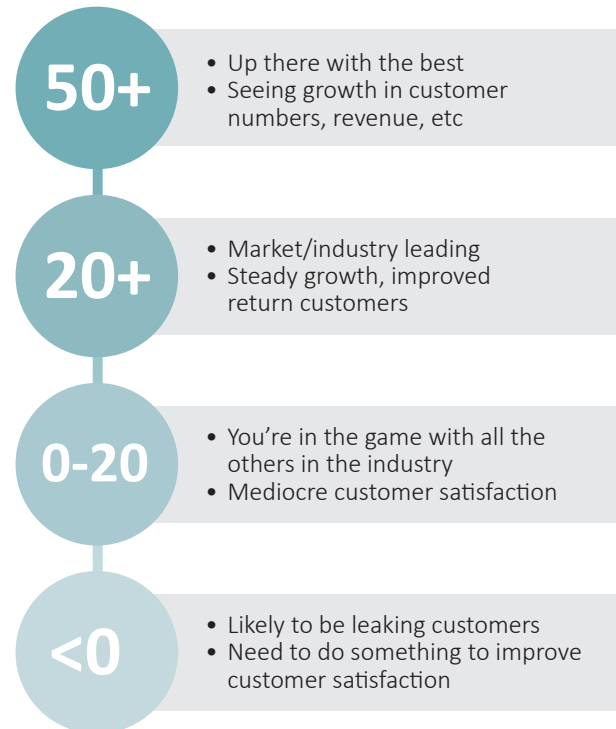 50+
• Up there with the best
• Seeing growth in customer
numbers, revenue, etc
20+
• Market/industry leading
• Steady growth, improved
return customers
0-20
• You’re in the game with all the
others in the industry
• Mediocre customer satisfaction
<0
• Likely to be leaking customers
• Need to do something to improve
customer satisfaction